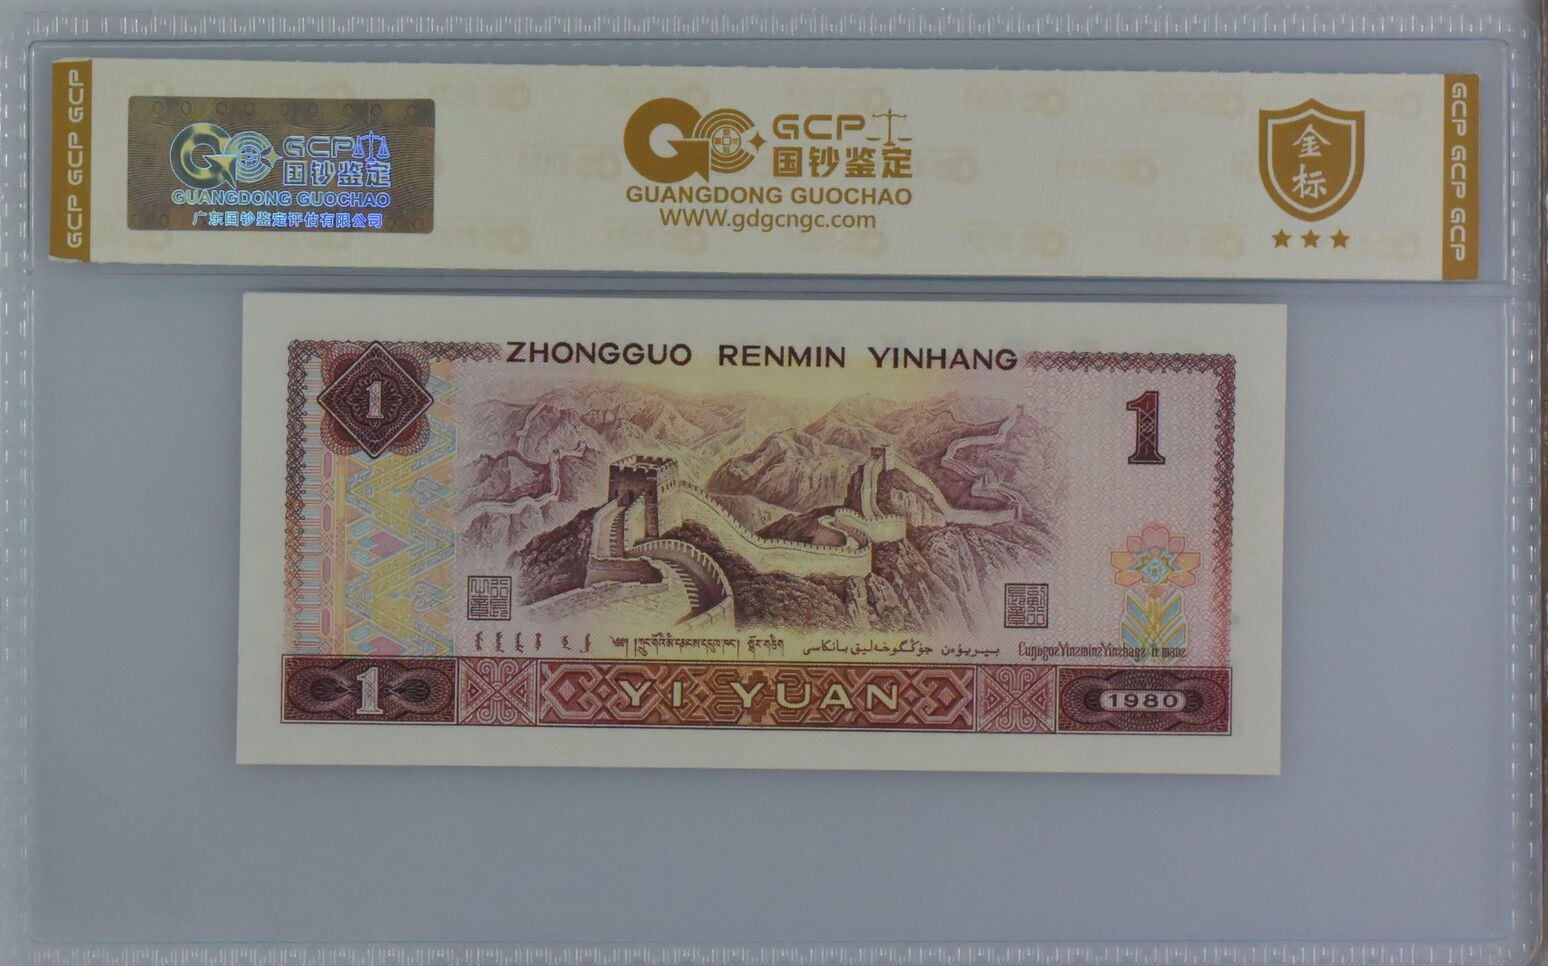 GCP GCP GCP
GCP
国钞鉴定
GUANGDONG GUOCHAO
广东国钞鉴定评估有限公司
GCP
国钞鉴定
GUANGDONG GUOCHAO
WWW.gdgcngc.com
金标
GCP GCP GCP
ZHONGGUO RENMIN YINHANG
1
1
1
YI YUAN
1980